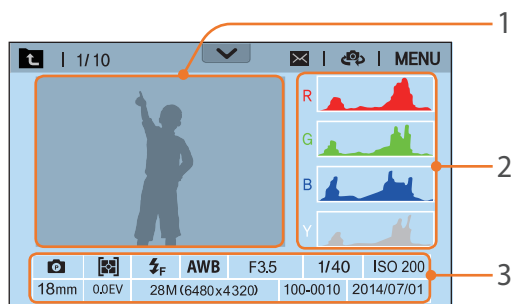 1
1/10 MENU
R
G
2
B
Y
P F AWB F3.5 1/40 ISO 200
3
18mm 0.0EV 28M (6480x4320) 100-0010 2014/07/01